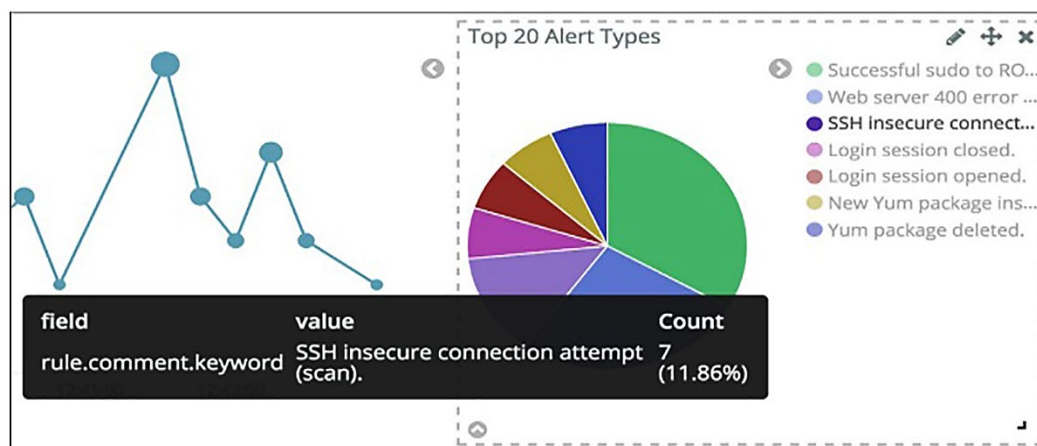 Top 20 Alert Types
Successful sudo to RO...
Web server 400 error ...
SSH insecure connect...
Login session closed.
Login session opened.
New Yum package ins...
Yum package deleted.
field value Count
rule.comment.keyword SSH insecure connection attempt 7
(scan). (11.86%)